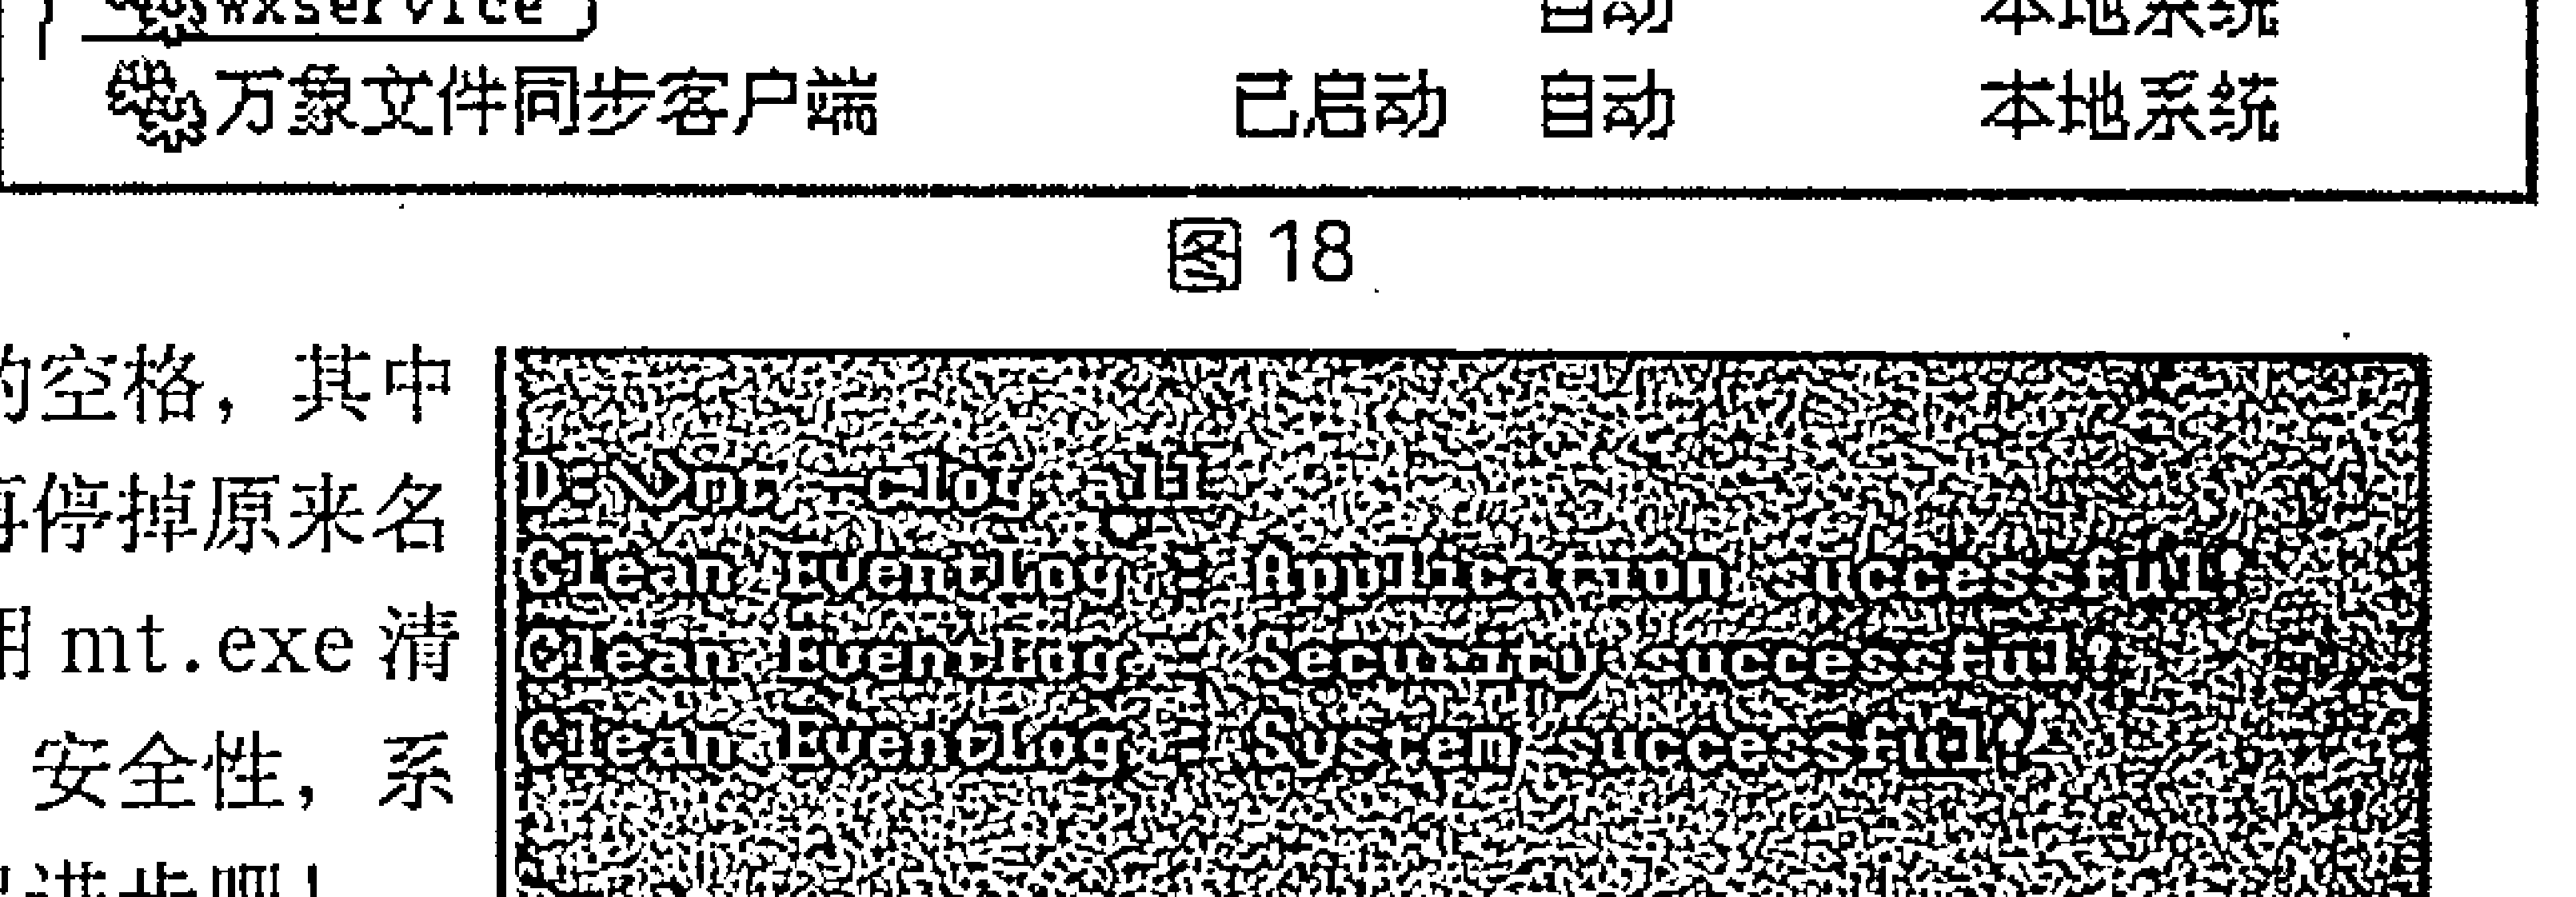 wxservice 自动 本地系统
万象文件同步客户端 已启动 自动 本地系统
图 18
的空格，其中
再停掉原来名
用 mt.exe 清
安全性，系
D:\>mt -clog all
Clean EventLog : Application successful!
Clean EventLog : Security successful!
Clean EventLog : System successful!